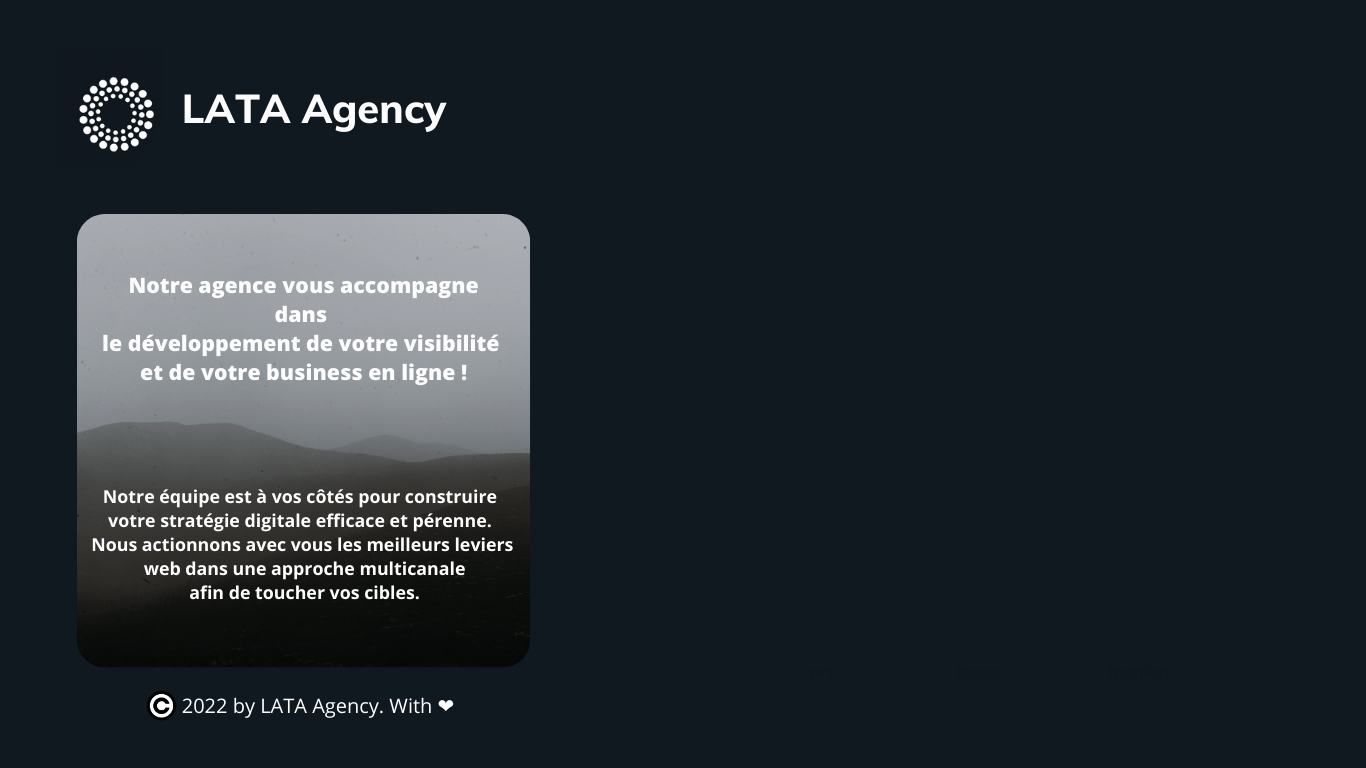 LATA Agency
Notre agence vous accompagne
dans
le développement de votre visibilité
et de votre business en ligne !
Notre équipe est à vos côtés pour construire
votre stratégie digitale efficace et pérenne.
Nous actionnons avec vous les meilleurs leviers
web dans une approche multicanale
afin de toucher vos cibles.
© 2022 by LATA Agency. With ❤